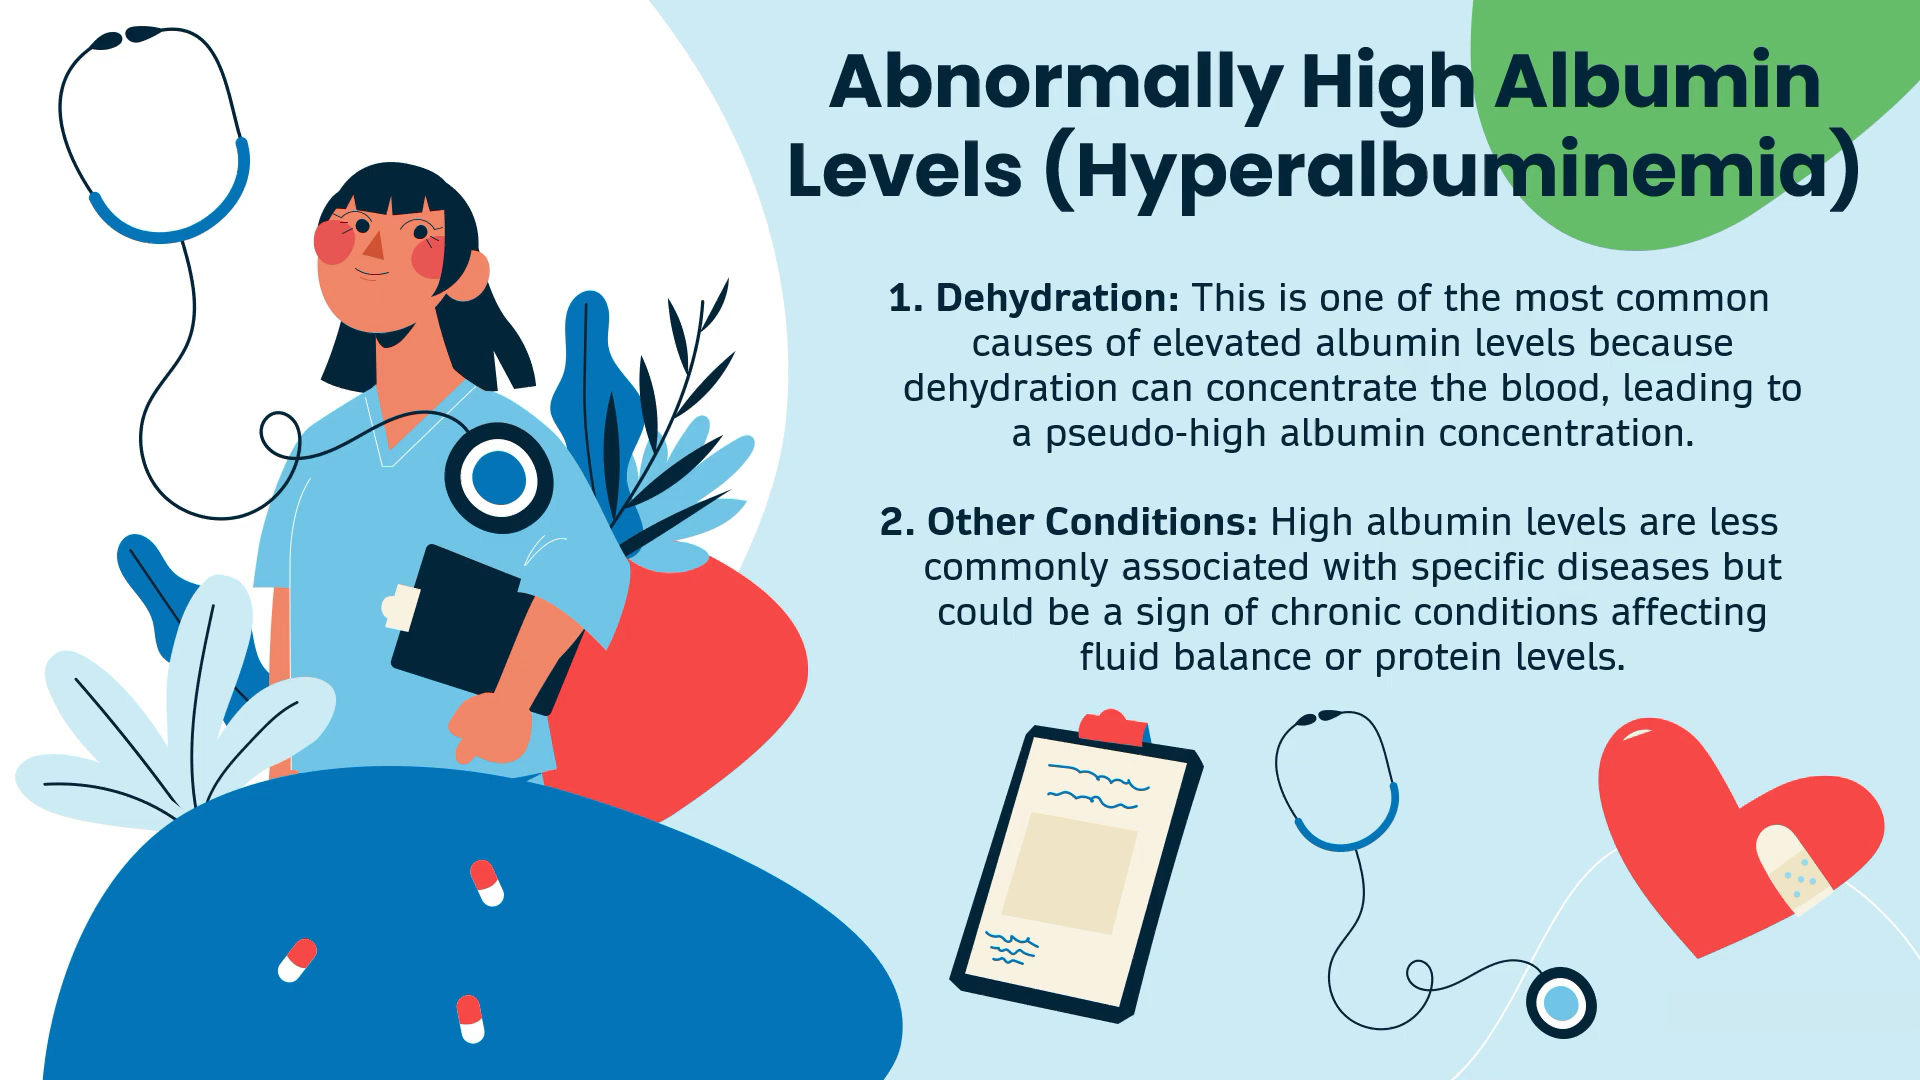 Abnormally High Albumin
Levels (Hyperalbuminemia)
1. Dehydration: This is one of the most common
causes of elevated albumin levels because
dehydration can concentrate the blood, leading to
a pseudo-high albumin concentration.
2. Other Conditions: High albumin levels are less
commonly associated with specific diseases but
could be a sign of chronic conditions affecting
fluid balance or protein levels.